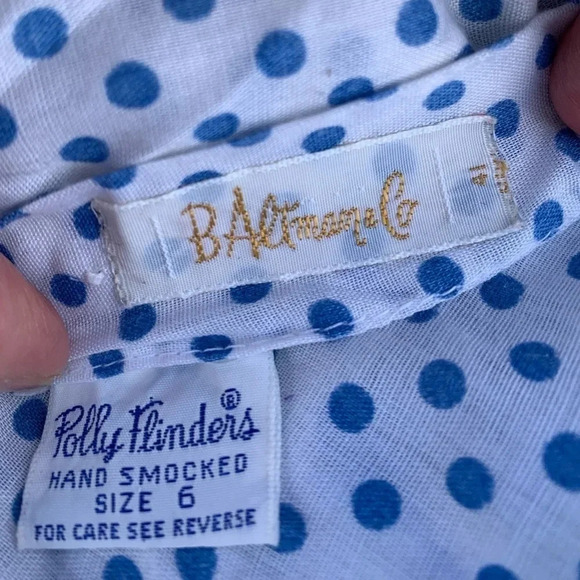 B Altman & Co
Polly Flinders®
HAND SMOCKED
SIZE 6
FOR CARE SEE REVERSE